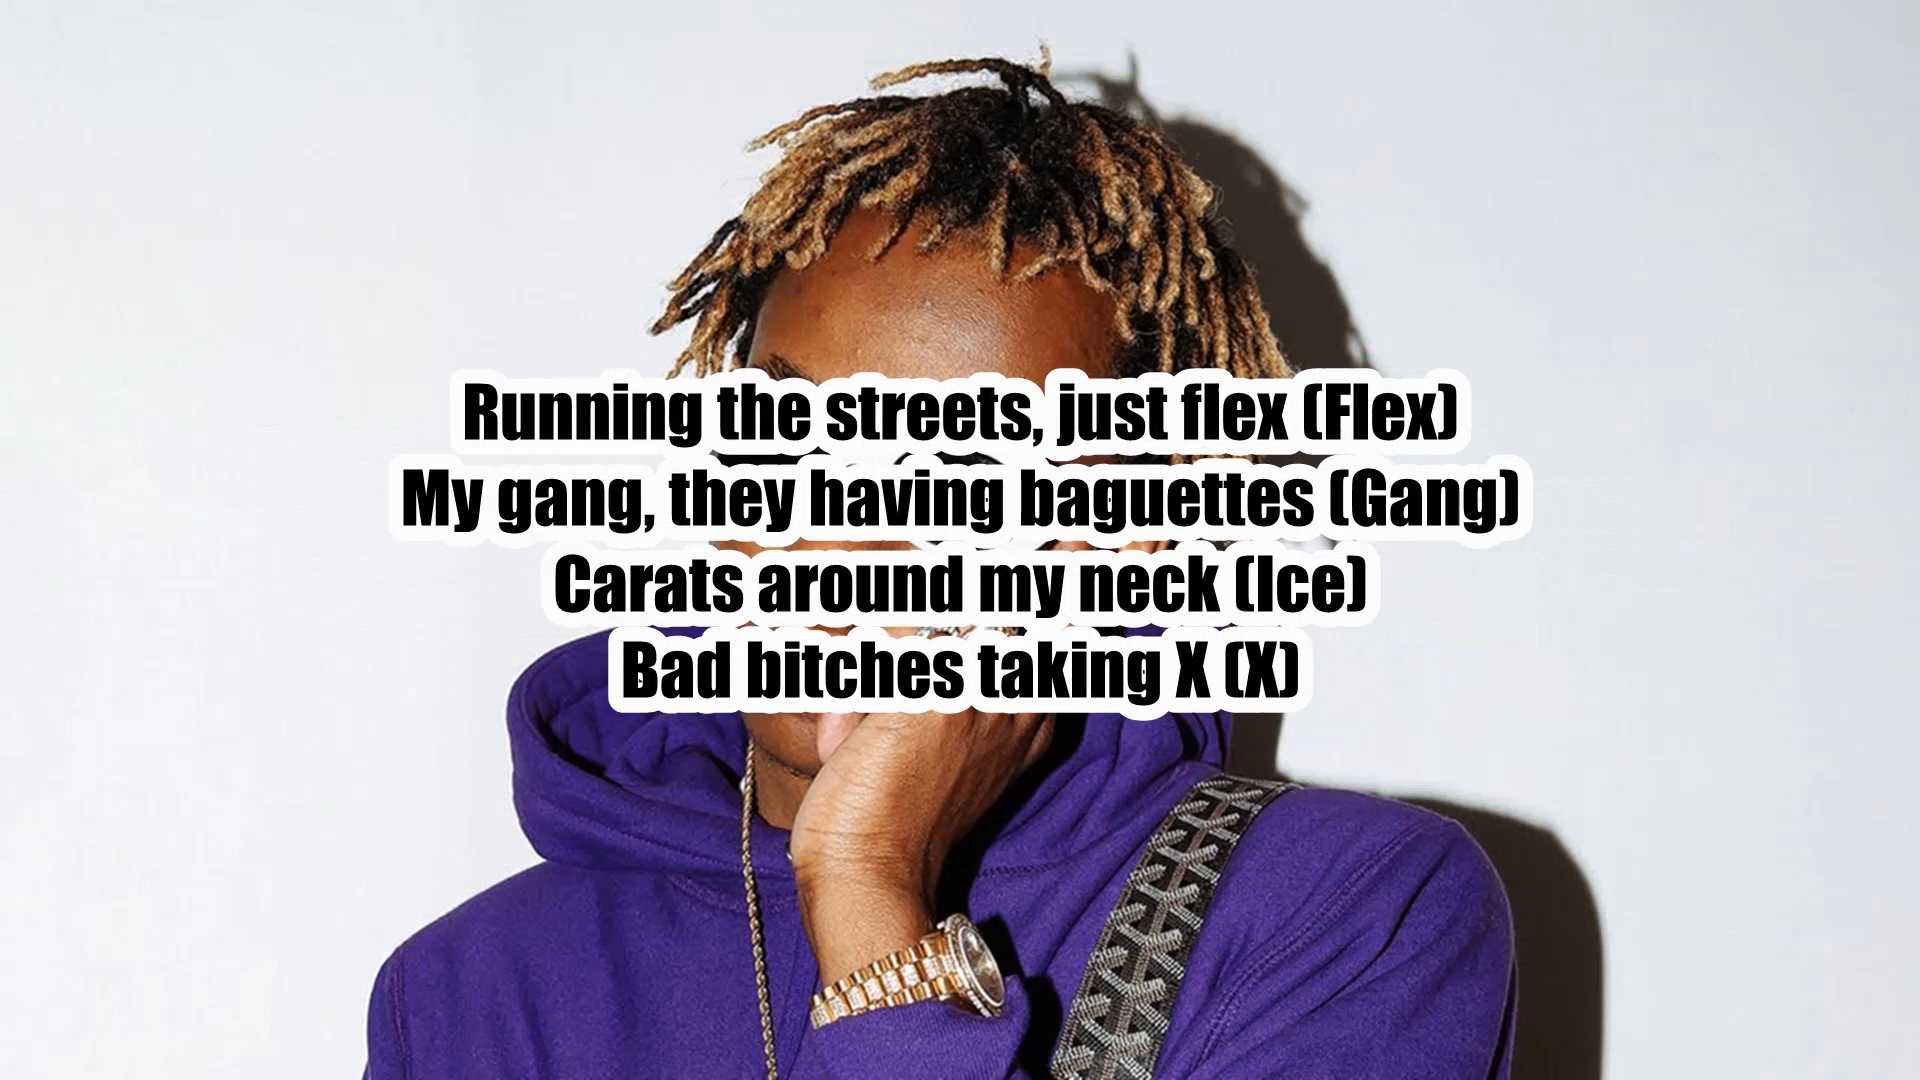 Running the streets, just flex (Flex)
My gang, they having baguettes (Gang)
Carats around my neck (Ice)
Bad bitches taking X (X)